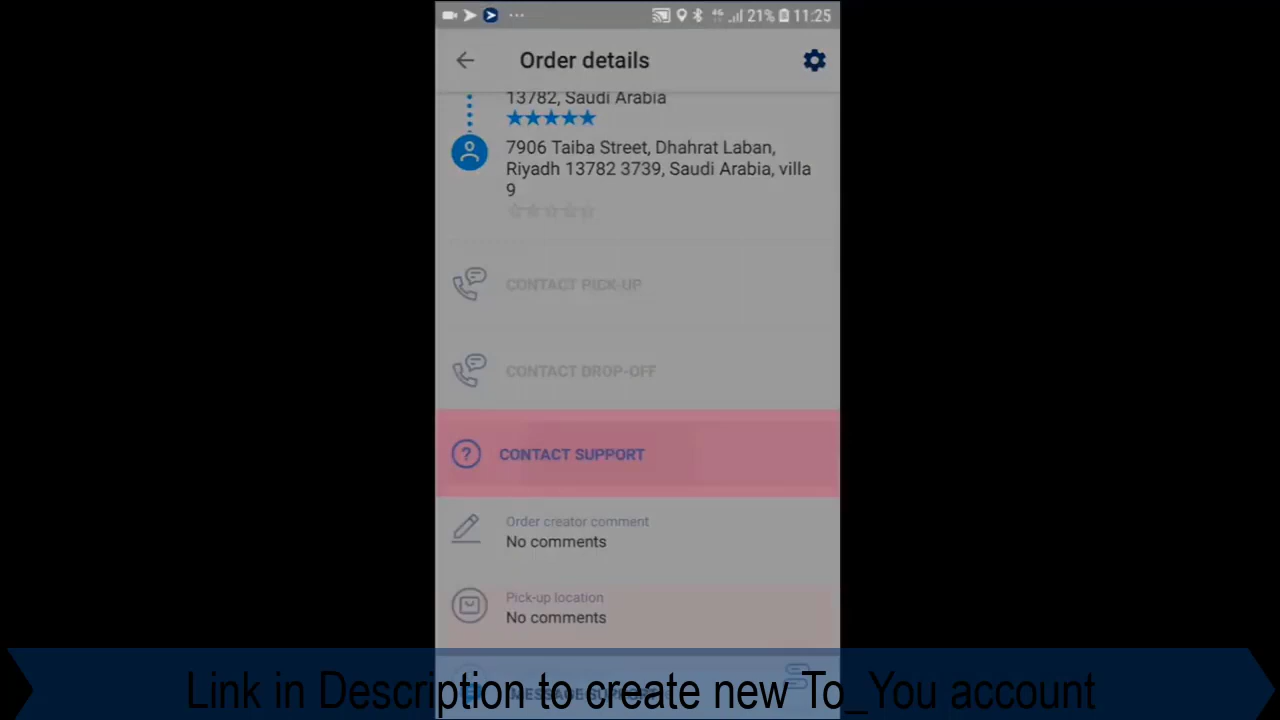 21% 11:25
Order details
13782, Saudi Arabia
7906 Taiba Street, Dhahrat Laban,
Riyadh 13782 3739, Saudi Arabia, villa
9
CONTACT PICK-UP
CONTACT DROP-OFF
CONTACT SUPPORT
Order creator comment
No comments
Pick-up location
No comments
Link in Description to create new To_You account